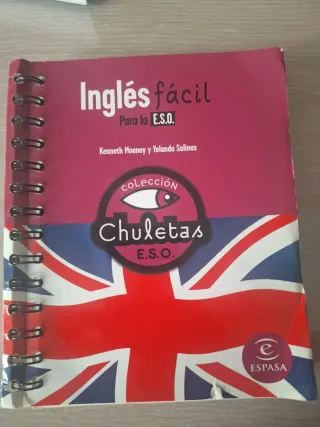 Inglés fácil
Para la E.S.O.
Kenneth Mooney y Yolanda Salinas
COLECCIÓN
Chuletas
E.S.O.
e
ESPASA